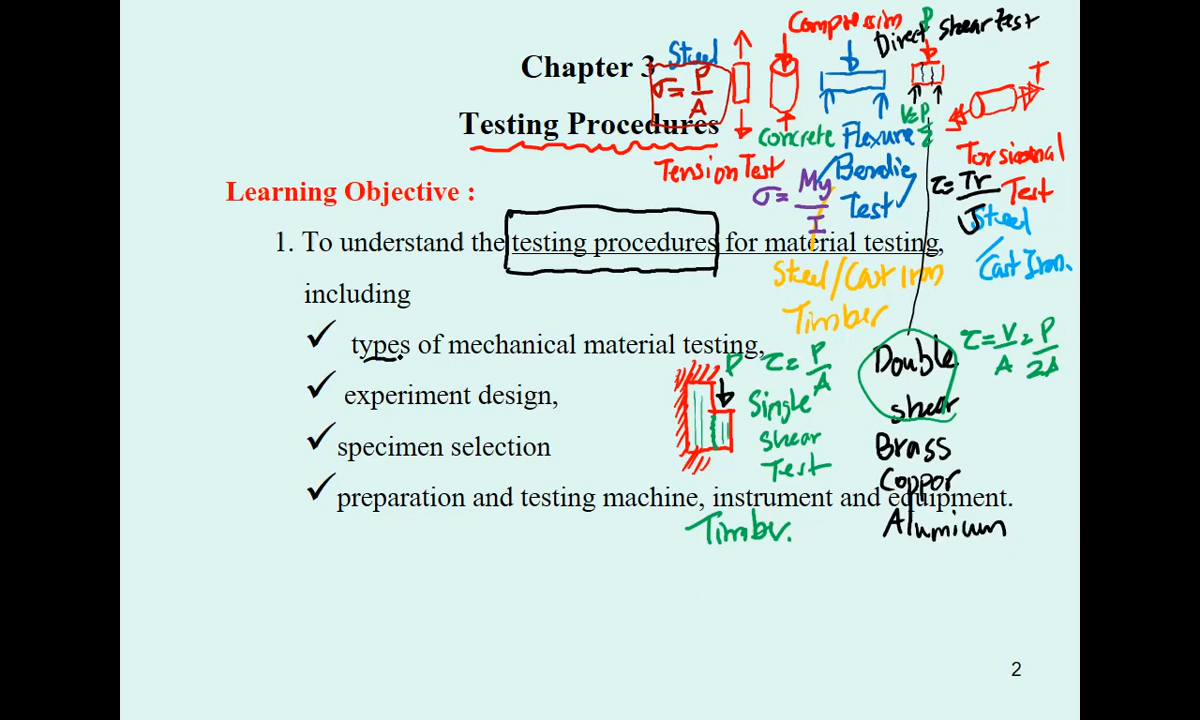 Chapter 3
Testing Procedures
Learning Objective :
1. To understand the testing procedures for material testing,
including
✓ types of mechanical material testing,
✓ experiment design,
✓ specimen selection
✓ preparation and testing machine, instrument and equipment.
Steel
σ = P/A
Tension Test
Compression
Concrete
Flexure
Bending
Test
σ = My/I
Steel/Cast Iron
Timber
P
Direct Shear test
V = P/2
T
Torsional
Test
τ = Tr/J
Steel
/Cast Iron.
P
τ = P/A
Single
Shear
Test
Timber.
Double
shear
τ = V/A = P/2A
Brass
Coppor
Alumium
2